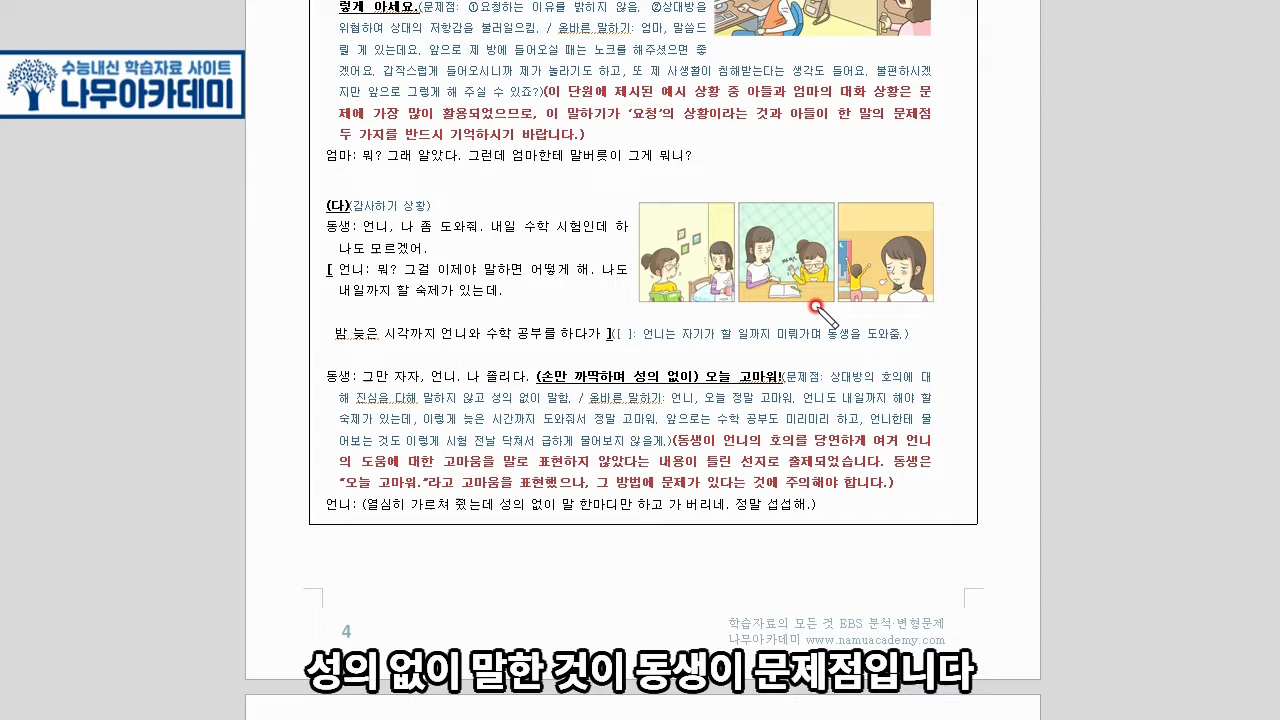 렇게 아세요.(문제점: ①요청하는 이유를 밝히지 않음. ②상대방을
위협하여 상대의 저항감을 불러일으킴. / 올바른 말하기: 엄마, 말씀드
릴 게 있는데요. 앞으로 제 방에 들어오실 때는 노크를 해주셨으면 좋
겠어요. 갑작스럽게 들어오시니까 제가 놀라기도 하고, 또 제 사생활이 침해받는다는 생각도 들어요. 불편하시겠
지만 앞으로 그렇게 해 주실 수 있죠?)(이 단원에 제시된 예시 상황 중 아들과 엄마의 대화 상황은 문
제에 가장 많이 활용되었으므로, 이 말하기가 '요청'의 상황이라는 것과 아들이 한 말의 문제점
두 가지를 반드시 기억하시기 바랍니다.)
엄마: 뭐? 그래 알았다. 그런데 엄마한테 말버릇이 그게 뭐니?
수능내신 학습자료 사이트
나무아카데미
(다)(감사하기 상황)
동생: 언니, 나 좀 도와줘. 내일 수학 시험인데 하
나도 모르겠어.
[ 언니: 뭐? 그걸 이제야 말하면 어떻게 해. 나도
내일까지 할 숙제가 있는데.
밤 늦은 시각까지 언니와 수학 공부를 하다가 ]([ ]: 언니는 자기가 할 일까지 미뤄가며 동생을 도와줌.)
동생: 그만 자자, 언니. 나 졸리다. (손만 까딱하며 성의 없이) 오늘 고마워!(문제점: 상대방의 호의에 대
해 진심을 다해 말하지 않고 성의 없이 말함. / 올바른 말하기: 언니, 오늘 정말 고마워. 언니도 내일까지 해야 할
숙제가 있는데, 이렇게 늦은 시간까지 도와줘서 정말 고마워. 앞으로는 수학 공부도 미리미리 하고, 언니한테 물
어보는 것도 이렇게 시험 전날 닥쳐서 급하게 물어보지 않을게.)(동생이 언니의 호의를 당연하게 여겨 언니
의 도움에 대한 고마움을 말로 표현하지 않았다는 내용이 틀린 선지로 출제되었습니다. 동생은
"오늘 고마워."라고 고마움을 표현했으나, 그 방법에 문제가 있다는 것에 주의해야 합니다.)
언니: (열심히 가르쳐 줬는데 성의 없이 말 한마디만 하고 가 버리네. 정말 섭섭해.)
4
학습자료의 모든 것 EBS 분석·변형문제
나무아카데미 www.namuacademy.com
성의 없이 말한 것이 동생이 문제점입니다